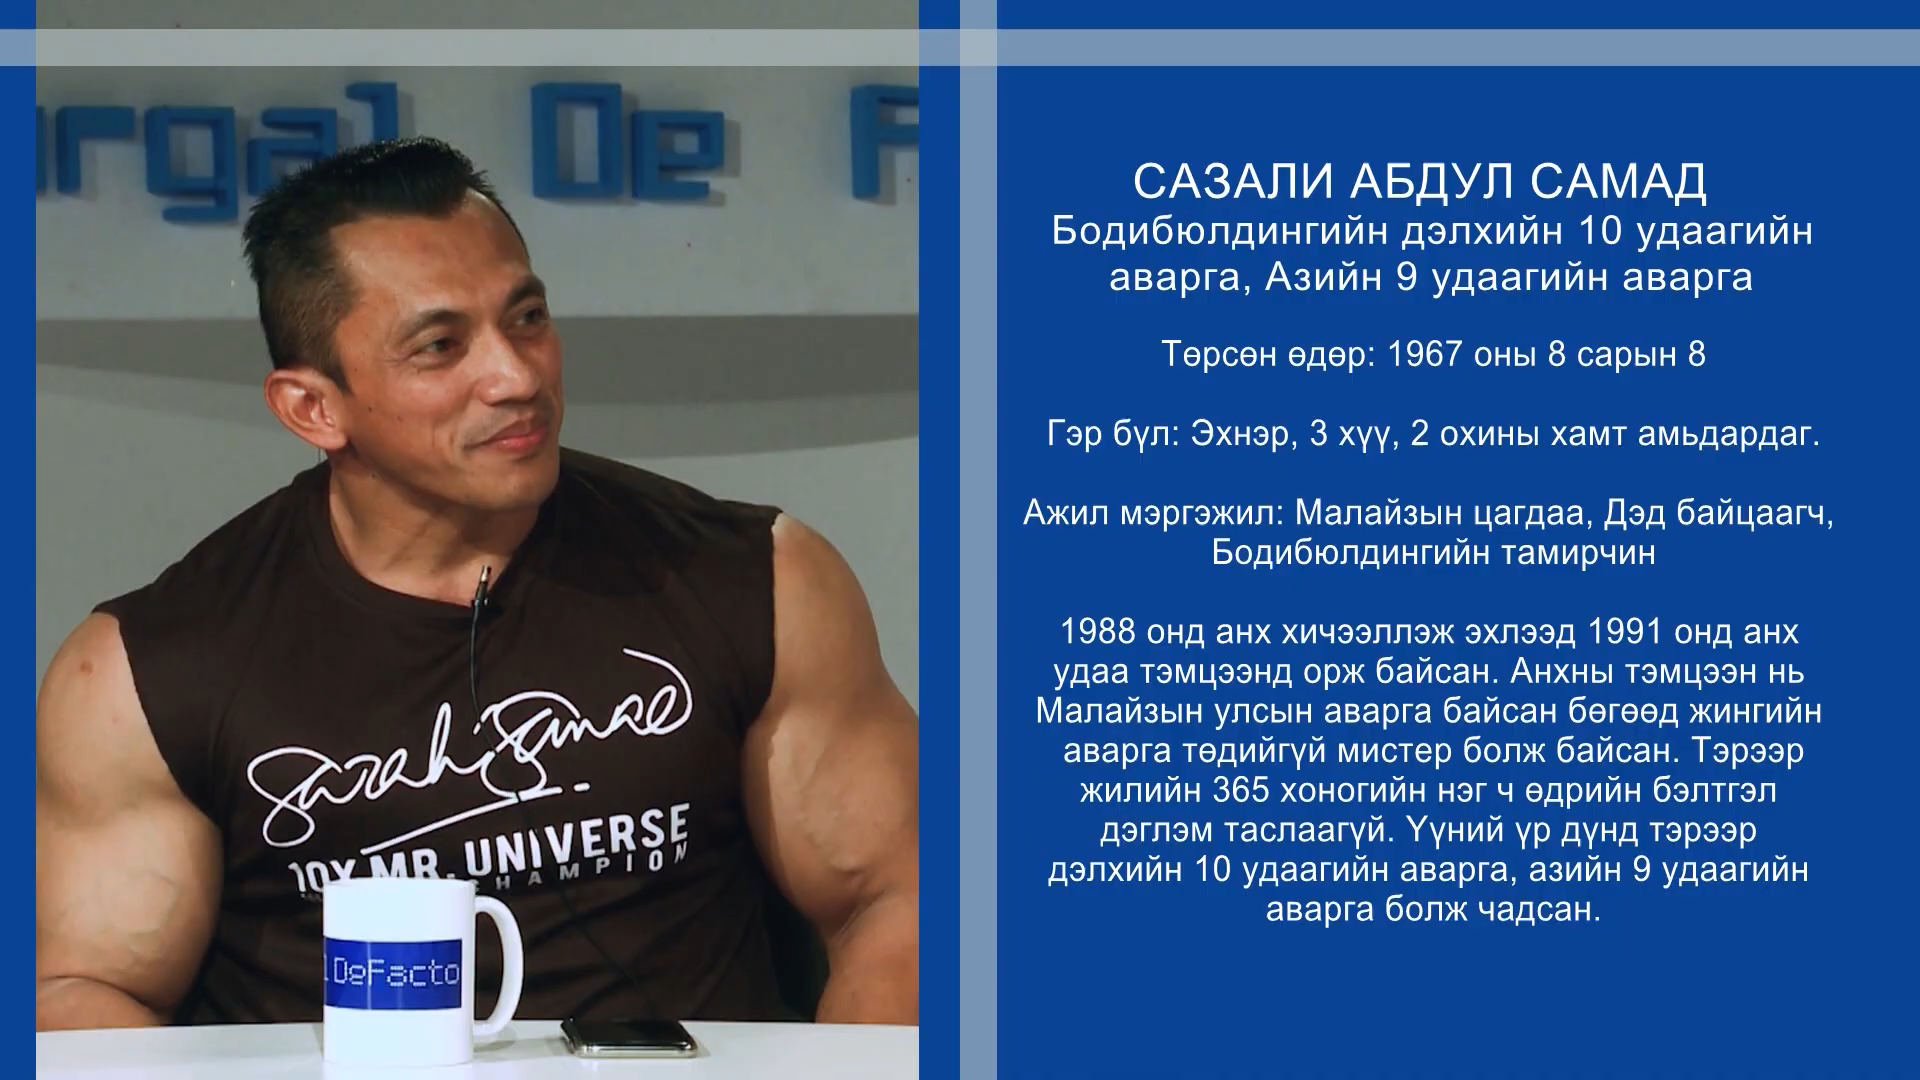 rgal De F
Sazali Samad
10X MR. UNIVERSE
CHAMPION
DeFacto
САЗАЛИ АБДУЛ САМАД
Бодибюлдингийн дэлхийн 10 удаагийн
аварга, Азийн 9 удаагийн аварга
Төрсөн өдөр: 1967 оны 8 сарын 8
Гэр бүл: Эхнэр, 3 хүү, 2 охины хамт амьдардаг.
Ажил мэргэжил: Малайзын цагдаа, Дэд байцаагч,
Бодибюлдингийн тамирчин
1988 онд анх хичээллэж эхлээд 1991 онд анх
удаа тэмцээнд орж байсан. Анхны тэмцээн нь
Малайзын улсын аварга байсан бөгөөд жингийн
аварга төдийгүй мистер болж байсан. Тэрээр
жилийн 365 хоногийн нэг ч өдрийн бэлтгэл
дэглэм таслаагүй. Үүний үр дүнд тэрээр
дэлхийн 10 удаагийн аварга, азийн 9 удаагийн
аварга болж чадсан.